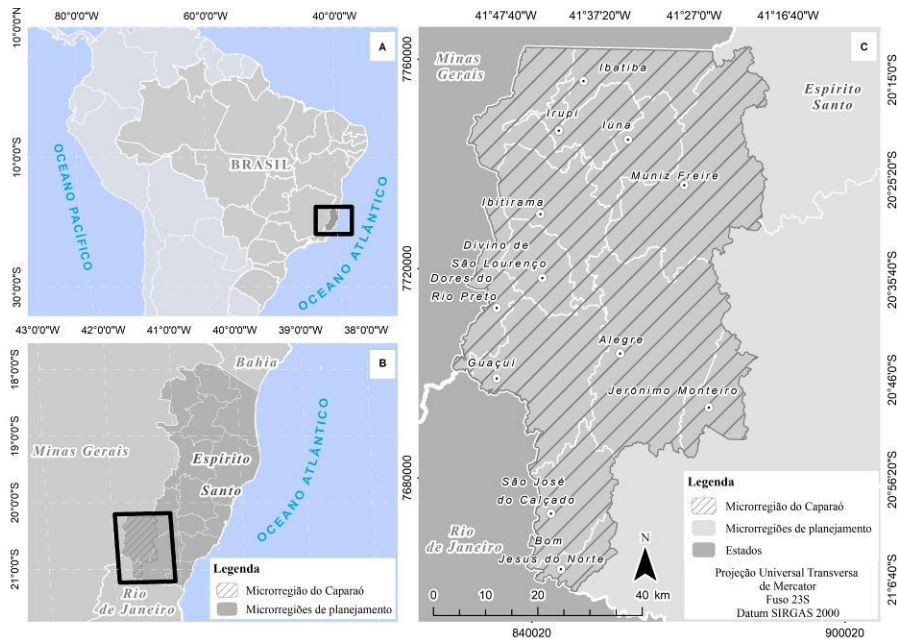 80°0'0"W
60°0'0"W
40°0'0"W
10°0'0"N
10°0'0"S
30°0'0"S
A
BRASIL
OCEANO PACÍFICO
OCEANO ATLÂNTICO
43°0'0"W
42°0'0"W
41°0'0"W
40°0'0"W
39°0'0"W
38°0'0"W
18°0'0"S
19°0'0"S
20°0'0"S
21°0'0"S
B
Bahia
Minas Gerais
Espírito
Santo
OCEANO ATLÂNTICO
Rio
de Janeiro
Legenda
Microrregião do Caparaó
Microrregiões de planejamento
41°47'40"W
41°37'20"W
41°27'0"W
41°16'40"W
7760000
7720000
7680000
20°15'0"S
20°25'20"S
20°35'40"S
20°46'0"S
20°56'20"S
21°6'40"S
C
Minas
Gerais
Espírito
Santo
Ibatiba
Irupi
Iúna
Muniz Freire
Ibitirama
Divino de
São Lourenço
Dores do
Rio Preto
Alegre
Guaçuí
Jerônimo Monteiro
São José
do Calçado
Bom
Jesus do Norte
Rio
de Janeiro
Legenda
Microrregião do Caparaó
Microrregiões de planejamento
Estados
N
Projeção Universal Transversa
de Mercator
Fuso 23S
Datum SIRGAS 2000
0 10 20 30 40 km
840020
900020